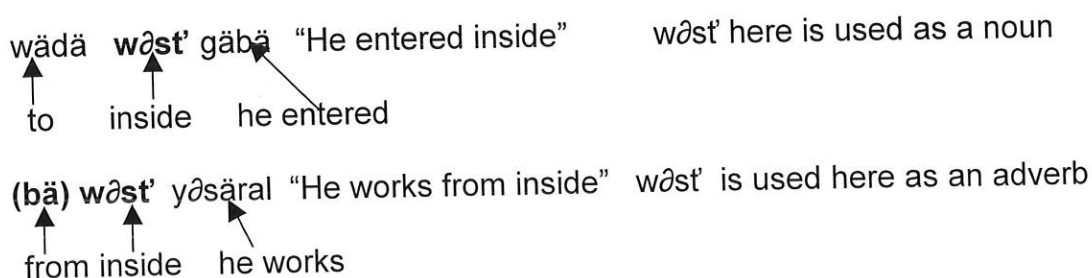 wädä w∂st' gäbä “He entered inside” w∂st' here is used as a noun
to inside he entered
(bä) w∂st' y∂säral “He works from inside” w∂st' is used here as an adverb
from inside he works